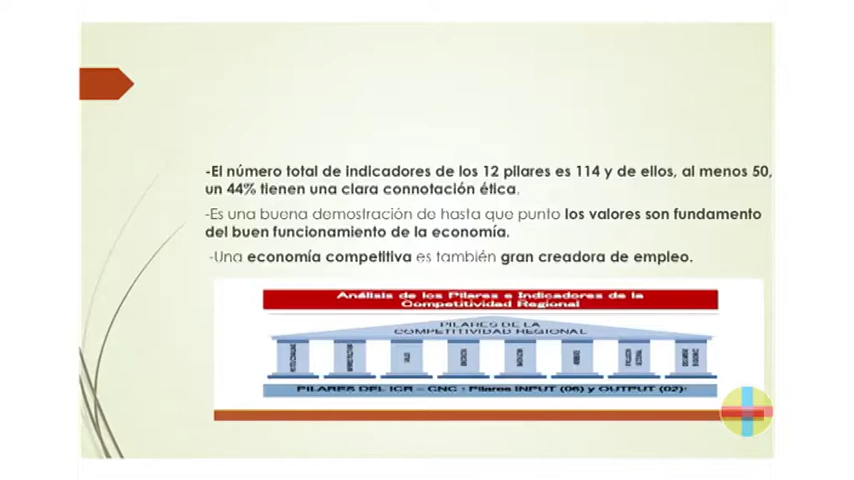 -El número total de indicadores de los 12 pilares es 114 y de ellos, al menos 50,
un 44% tienen una clara connotación ética.
-Es una buena demostración de hasta que punto los valores son fundamento
del buen funcionamiento de la economía.
-Una economía competitiva es también gran creadora de empleo.
Análisis de los Pilares e Indicadores de la
Competitividad Regional
PILARES DE LA
COMPETITIVIDAD REGIONAL
PILARES DEL ICR – CNC - Pilares INPUT (06) y OUTPUT (02)